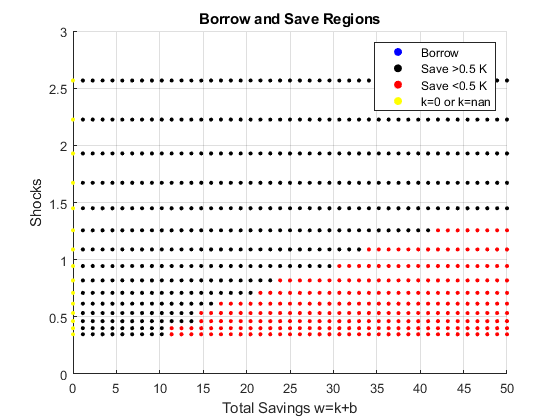 Borrow and Save Regions
Borrow
Save >0.5 K
Save <0.5 K
k=0 or k=nan
3
2.5
2
1.5
1
0.5
0
Shocks
0 5 10 15 20 25 30 35 40 45 50
Total Savings w=k+b